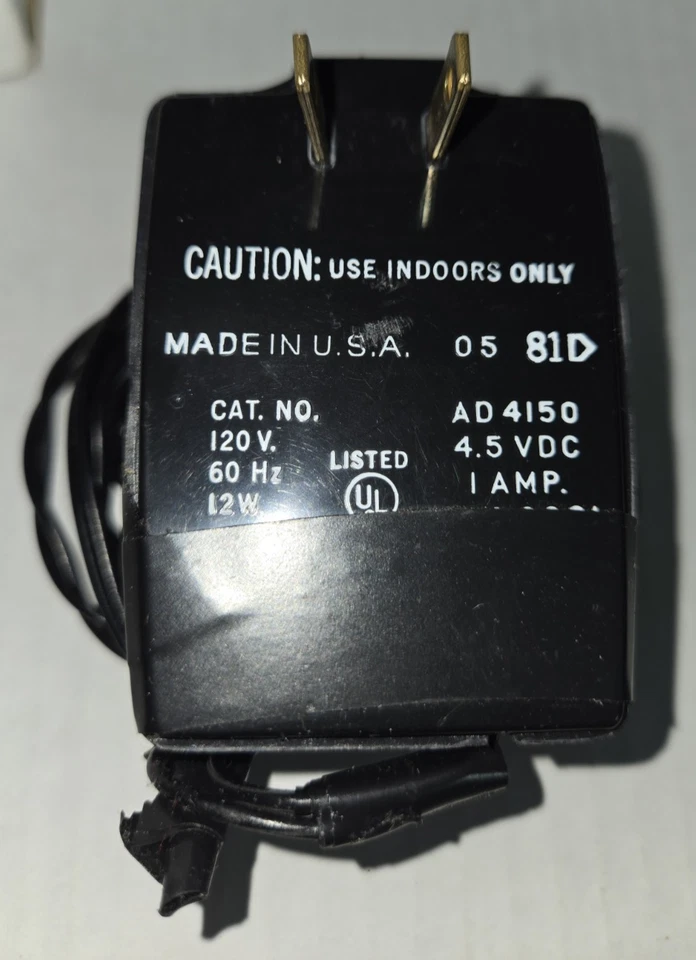 CAUTION: USE INDOORS ONLY
MADE IN U.S.A. 05 81D
CAT. NO. AD 4150
120 V. 4.5 VDC
60 Hz LISTED 1 AMP.
12W UL